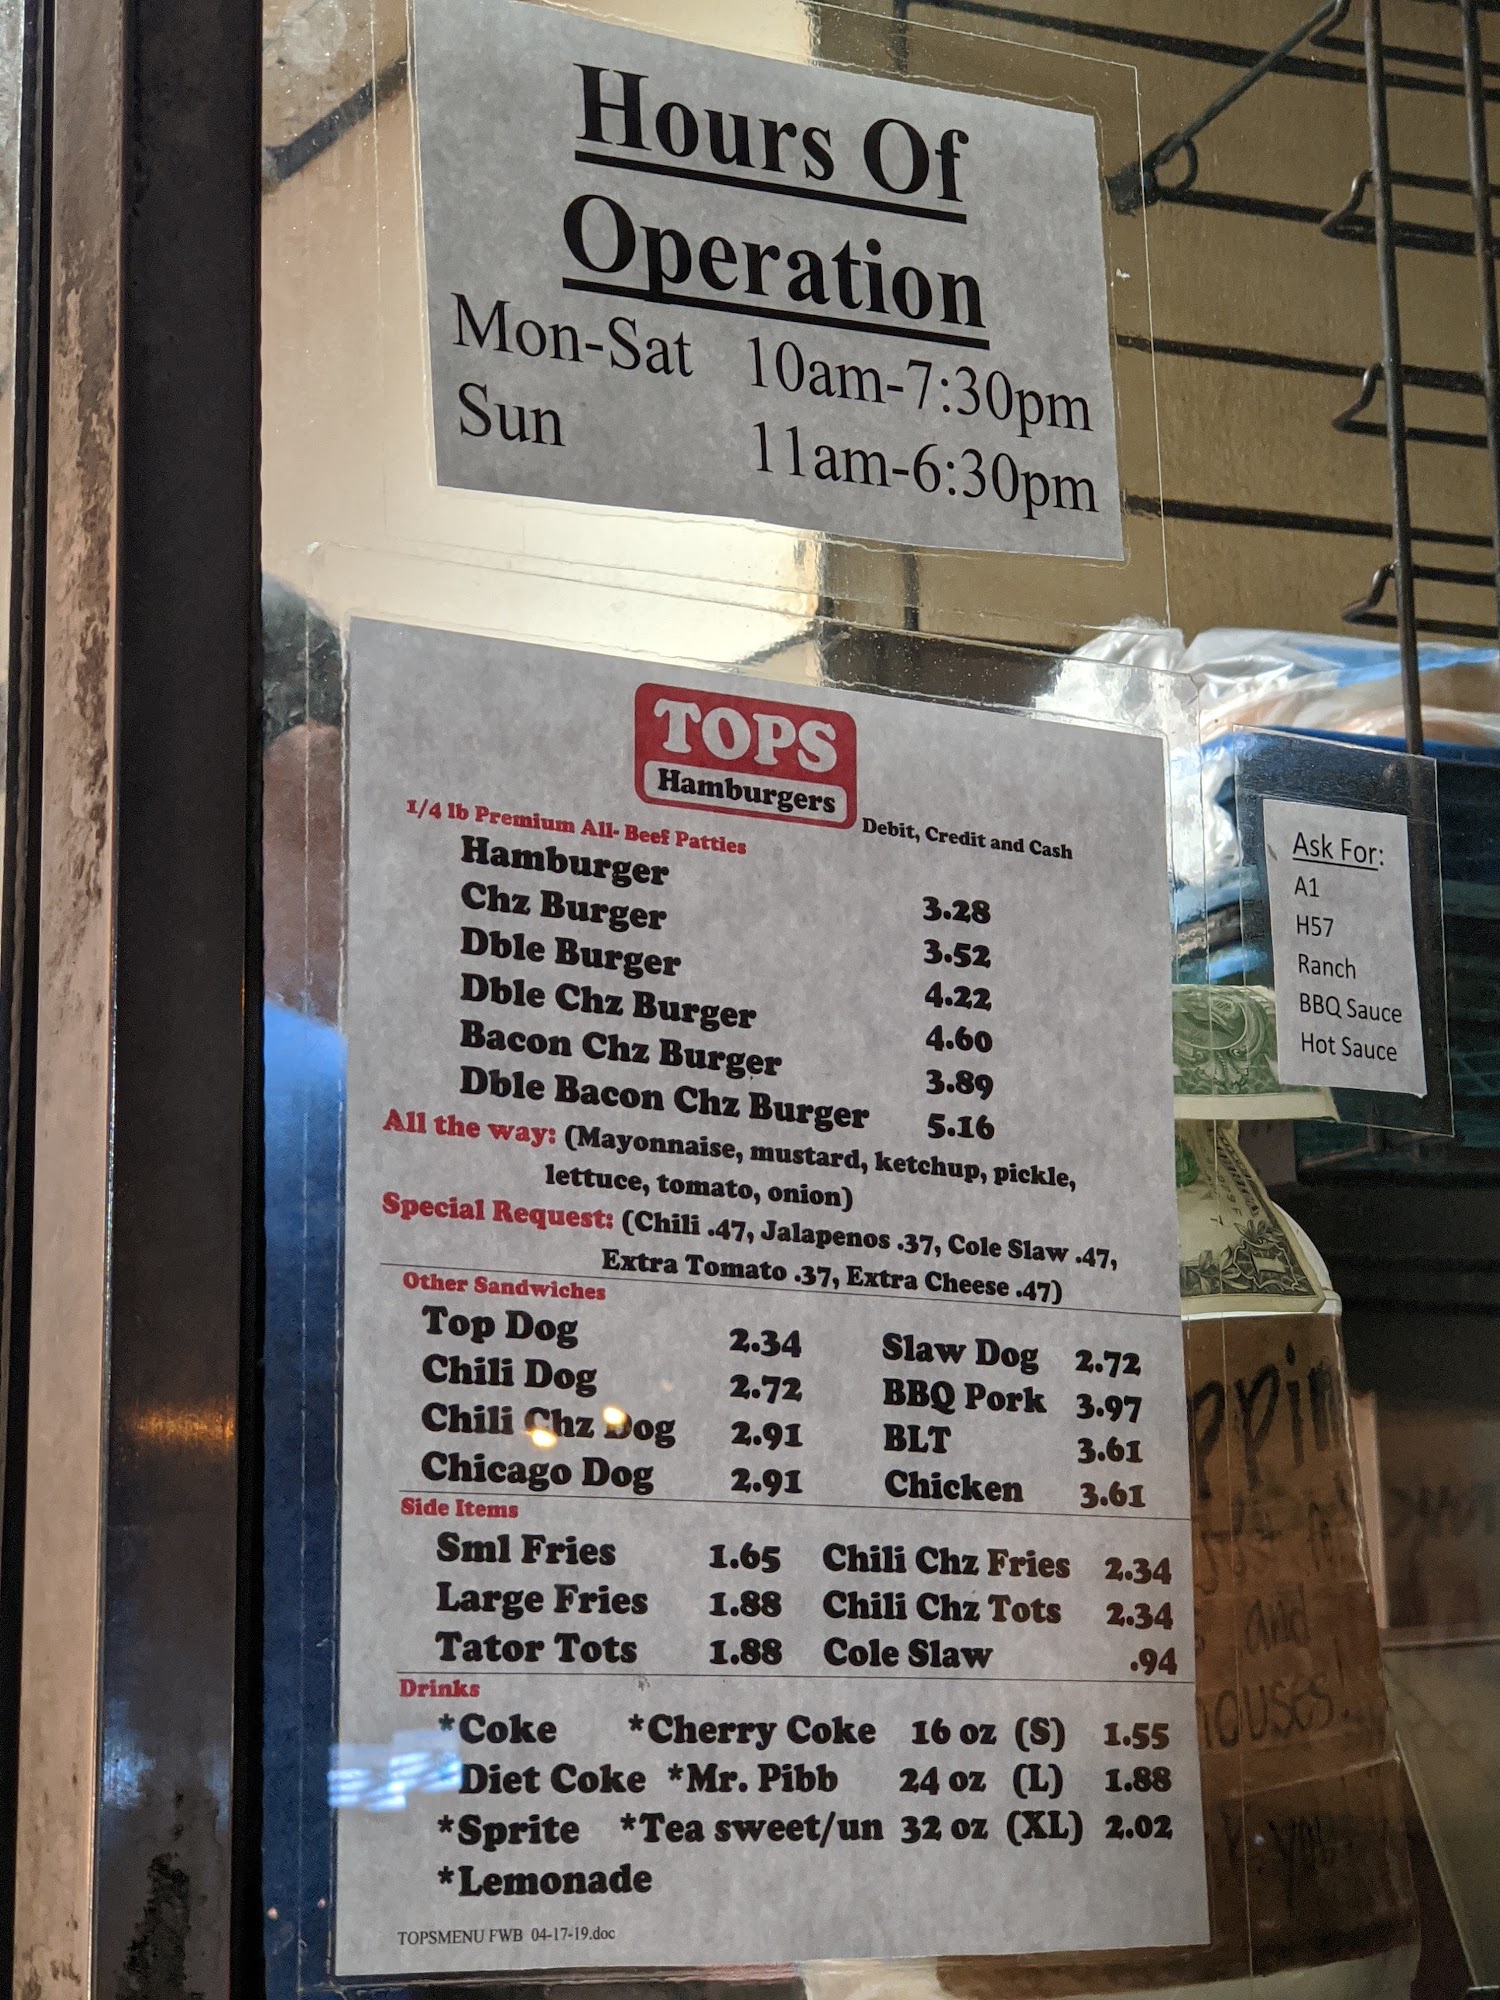 Hours Of
Operation
Mon-Sat 10am-7:30pm
Sun 11am-6:30pm
TOPS
Hamburgers
1/4 lb Premium All- Beef Patties
Debit, Credit and Cash
Hamburger 3.28
Chz Burger 3.52
Dble Burger 4.22
Dble Chz Burger 4.60
Bacon Chz Burger 3.89
Dble Bacon Chz Burger 5.16
All the way: (Mayonnaise, mustard, ketchup, pickle,
lettuce, tomato, onion)
Special Request: (Chili .47, Jalapenos .37, Cole Slaw .47,
Extra Tomato .37, Extra Cheese .47)
Other Sandwiches
Top Dog 2.34 Slaw Dog 2.72
Chili Dog 2.72 BBQ Pork 3.97
Chili Chz Dog 2.91 BLT 3.61
Chicago Dog 2.91 Chicken 3.61
Side Items
Sml Fries 1.65 Chili Chz Fries 2.34
Large Fries 1.88 Chili Chz Tots 2.34
Tator Tots 1.88 Cole Slaw .94
Drinks
*Coke *Cherry Coke 16 oz (S) 1.55
Diet Coke *Mr. Pibb 24 oz (L) 1.88
*Sprite *Tea sweet/un 32 oz (XL) 2.02
*Lemonade
TOPSMENU FWB 04-17-19.doc
Ask For:
A1
H57
Ranch
BBQ Sauce
Hot Sauce
and